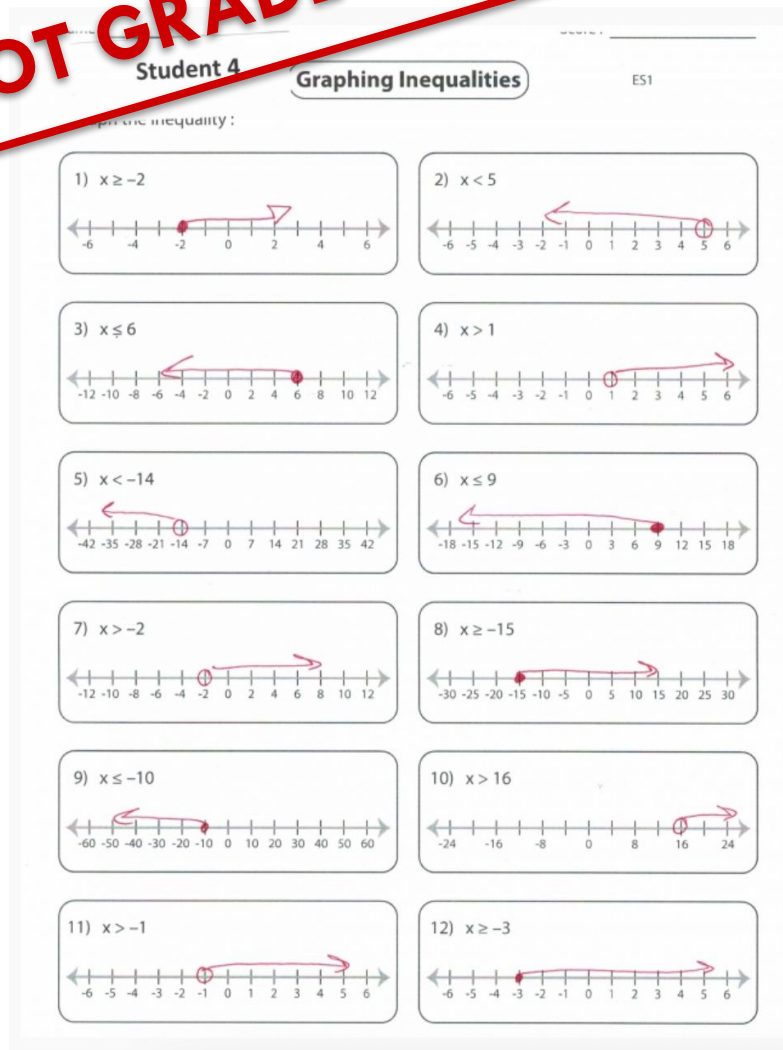 OT GRADE
Student 4
Graphing Inequalities
ES1
the inequality :
1) x ≥ −2
-6 -4 -2 0 2 4 6
2) x < 5
-6 -5 -4 -3 -2 -1 0 1 2 3 4 5 6
3) x ≤ 6
-12 -10 -8 -6 -4 -2 0 2 4 6 8 10 12
4) x > 1
-6 -5 -4 -3 -2 -1 0 1 2 3 4 5 6
5) x < −14
-42 -35 -28 -21 -14 -7 0 7 14 21 28 35 42
6) x ≤ 9
-18 -15 -12 -9 -6 -3 0 3 6 9 12 15 18
7) x > −2
-12 -10 -8 -6 -4 -2 0 2 4 6 8 10 12
8) x ≥ −15
-30 -25 -20 -15 -10 -5 0 5 10 15 20 25 30
9) x ≤ −10
-60 -50 -40 -30 -20 -10 0 10 20 30 40 50 60
10) x > 16
-24 -16 -8 0 8 16 24
11) x > −1
-6 -5 -4 -3 -2 -1 0 1 2 3 4 5 6
12) x ≥ −3
-6 -5 -4 -3 -2 -1 0 1 2 3 4 5 6